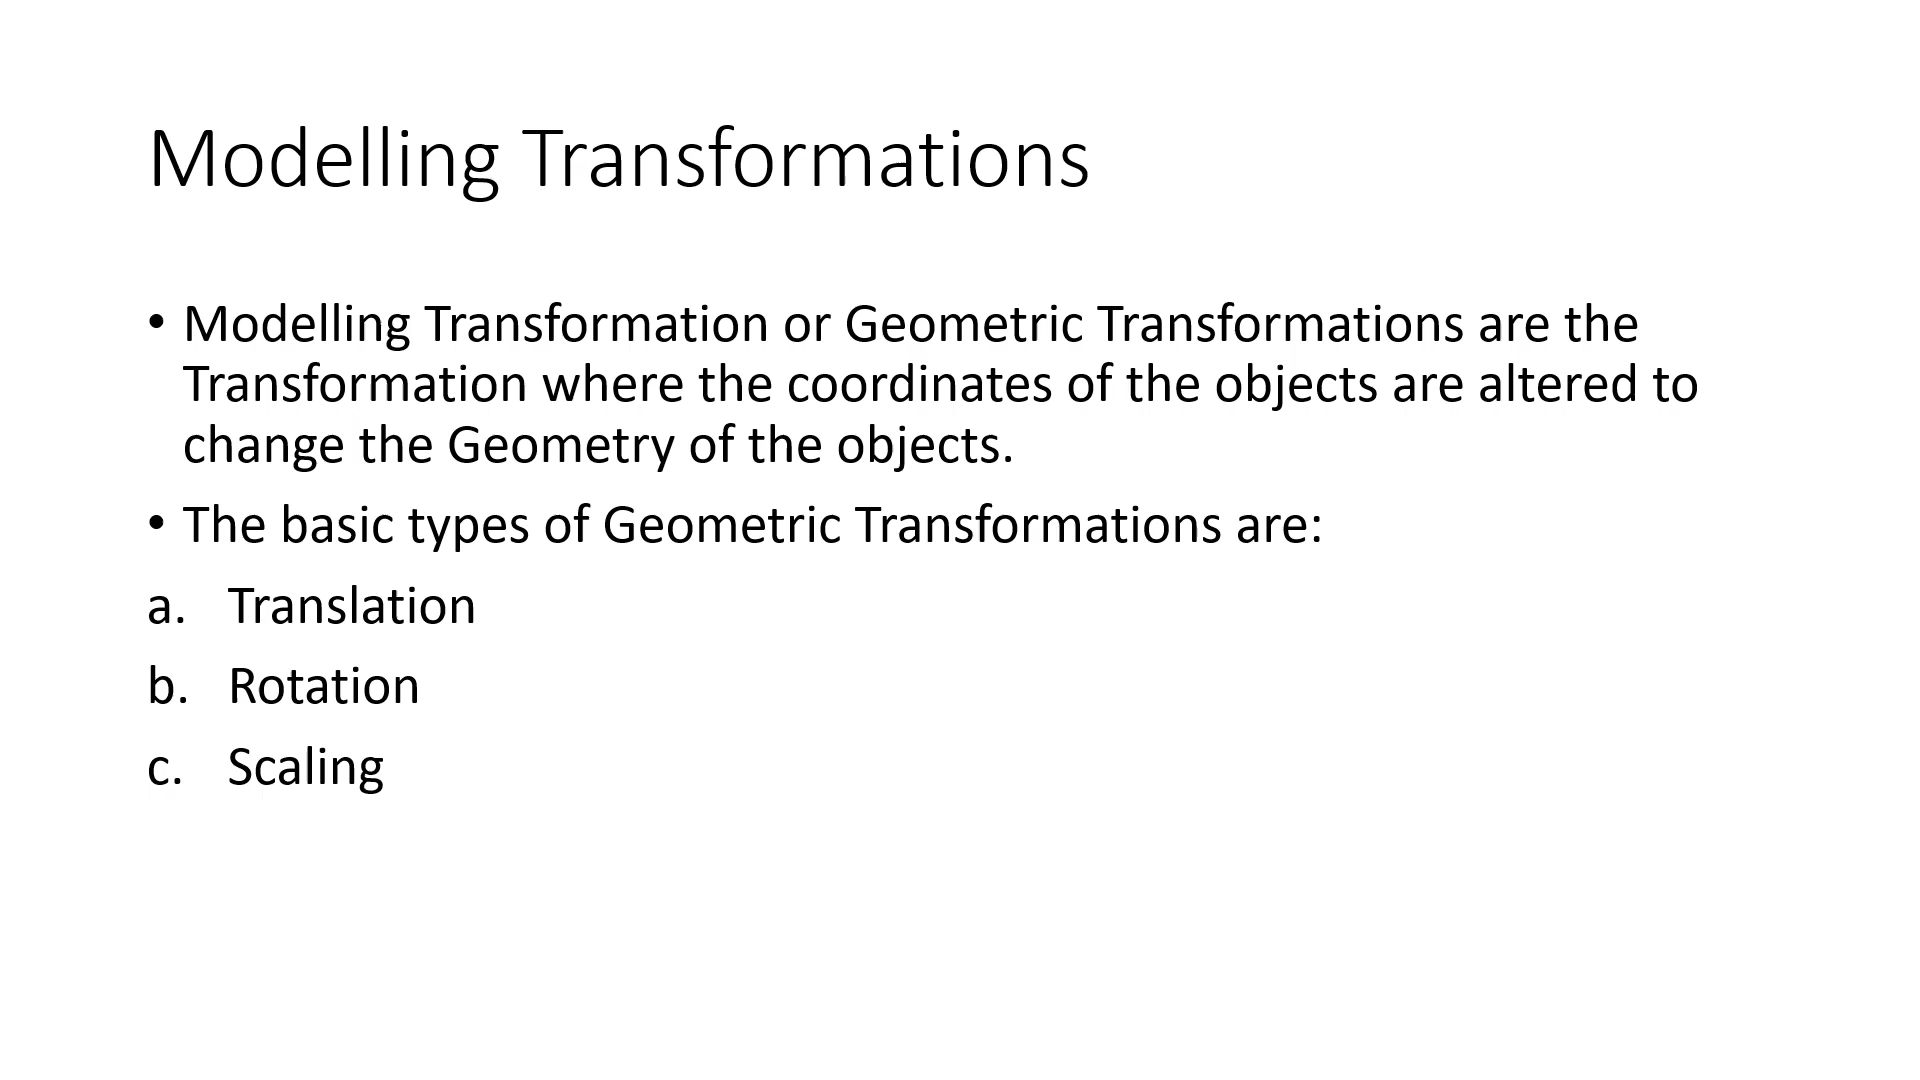 Modelling Transformations
• Modelling Transformation or Geometric Transformations are the
Transformation where the coordinates of the objects are altered to
change the Geometry of the objects.
• The basic types of Geometric Transformations are:
a. Translation
b. Rotation
c. Scaling